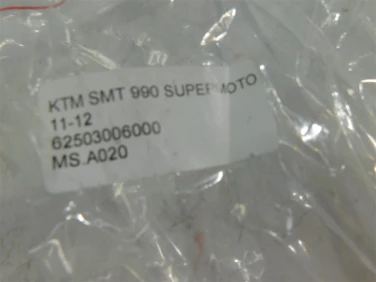 KTM SMT 990 SUPERMOTO
11-12
62503006000
MS.A020